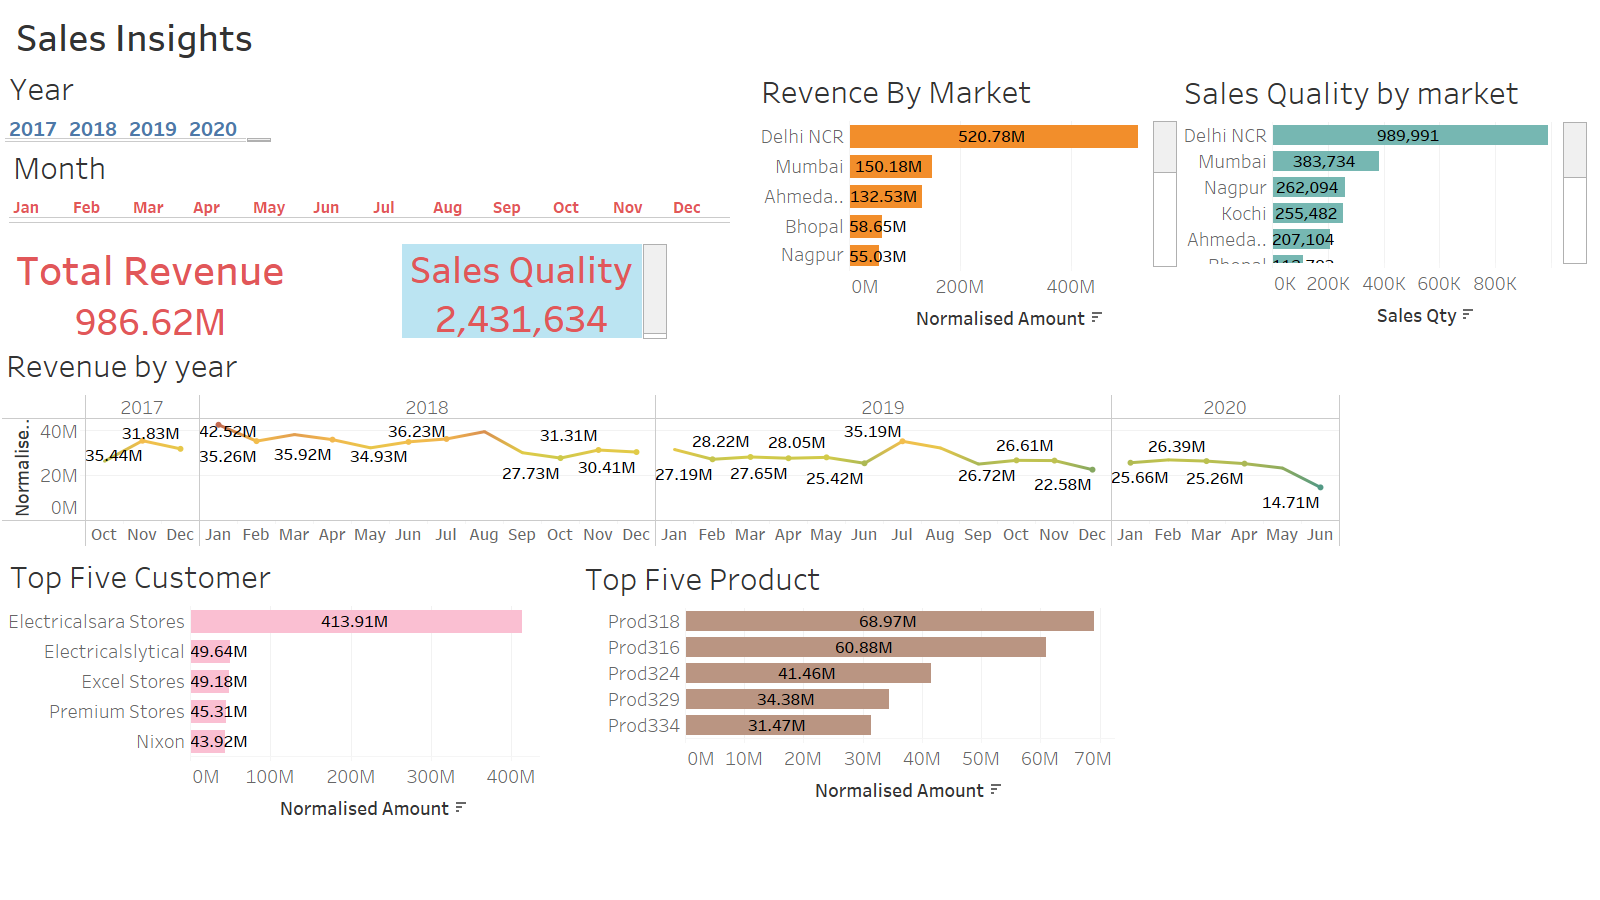 Sales Insights
Year
2017 2018 2019 2020
Month
Jan Feb Mar Apr May Jun Jul Aug Sep Oct Nov Dec
Total Revenue
986.62M
Sales Quality
2,431,634
Revence By Market
Delhi NCR 520.78M
Mumbai 150.18M
Ahmeda.. 132.53M
Bhopal 58.65M
Nagpur 55.03M
0M 200M 400M
Normalised Amount
Sales Quality by market
Delhi NCR 989,991
Mumbai 383,734
Nagpur 262,094
Kochi 255,482
Ahmeda.. 207,104
0K 200K 400K 600K 800K
Sales Qty
Revenue by year
2017 2018 2019 2020
Normalise..
40M
20M
0M
35.44M 31.83M
42.52M 35.26M 35.92M 34.93M 36.23M 27.73M 31.31M 30.41M
27.19M 28.22M 27.65M 28.05M 25.42M 35.19M 26.72M 26.61M 22.58M
25.66M 26.39M 25.26M 14.71M
Oct Nov Dec Jan Feb Mar Apr May Jun Jul Aug Sep Oct Nov Dec Jan Feb Mar Apr May Jun Jul Aug Sep Oct Nov Dec Jan Feb Mar Apr May Jun
Top Five Customer
Electricalsara Stores 413.91M
Electricalslytical 49.64M
Excel Stores 49.18M
Premium Stores 45.31M
Nixon 43.92M
0M 100M 200M 300M 400M
Normalised Amount
Top Five Product
Prod318 68.97M
Prod316 60.88M
Prod324 41.46M
Prod329 34.38M
Prod334 31.47M
0M 10M 20M 30M 40M 50M 60M 70M
Normalised Amount